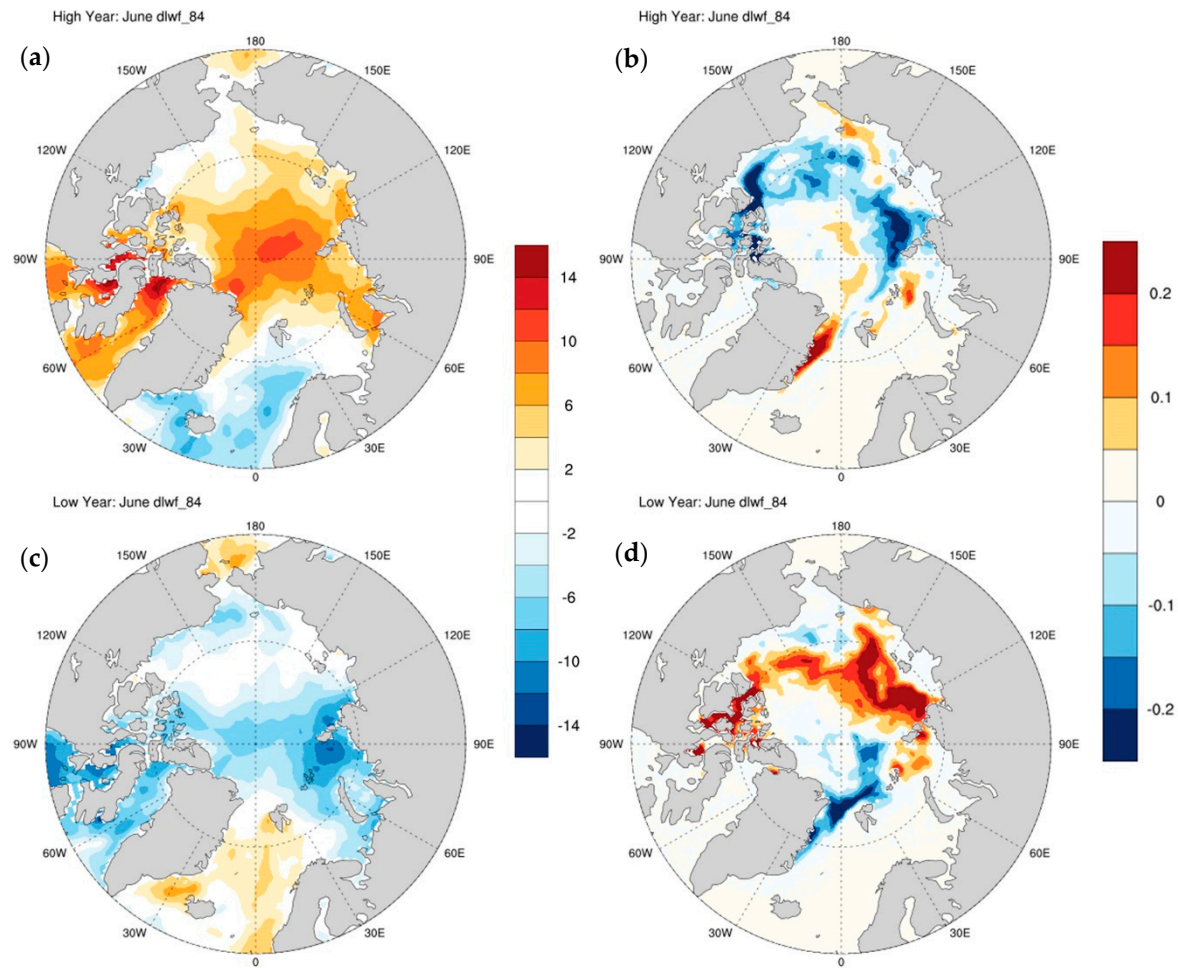 High Year: June dlwf_84
High Year: June dlwf_84
(a)
180
150W
150E
120W
120E
90W
90E
60W
60E
30W
30E
0
(b)
180
150W
150E
120W
120E
90W
90E
60W
60E
30W
30E
0
14
10
6
2
-2
-6
-10
-14
0.2
0.1
0
-0.1
-0.2
Low Year: June dlwf_84
Low Year: June dlwf_84
(c)
180
150W
150E
120W
120E
90W
90E
60W
60E
30W
30E
0
(d)
180
150W
150E
120W
120E
90W
90E
60W
60E
30W
30E
0